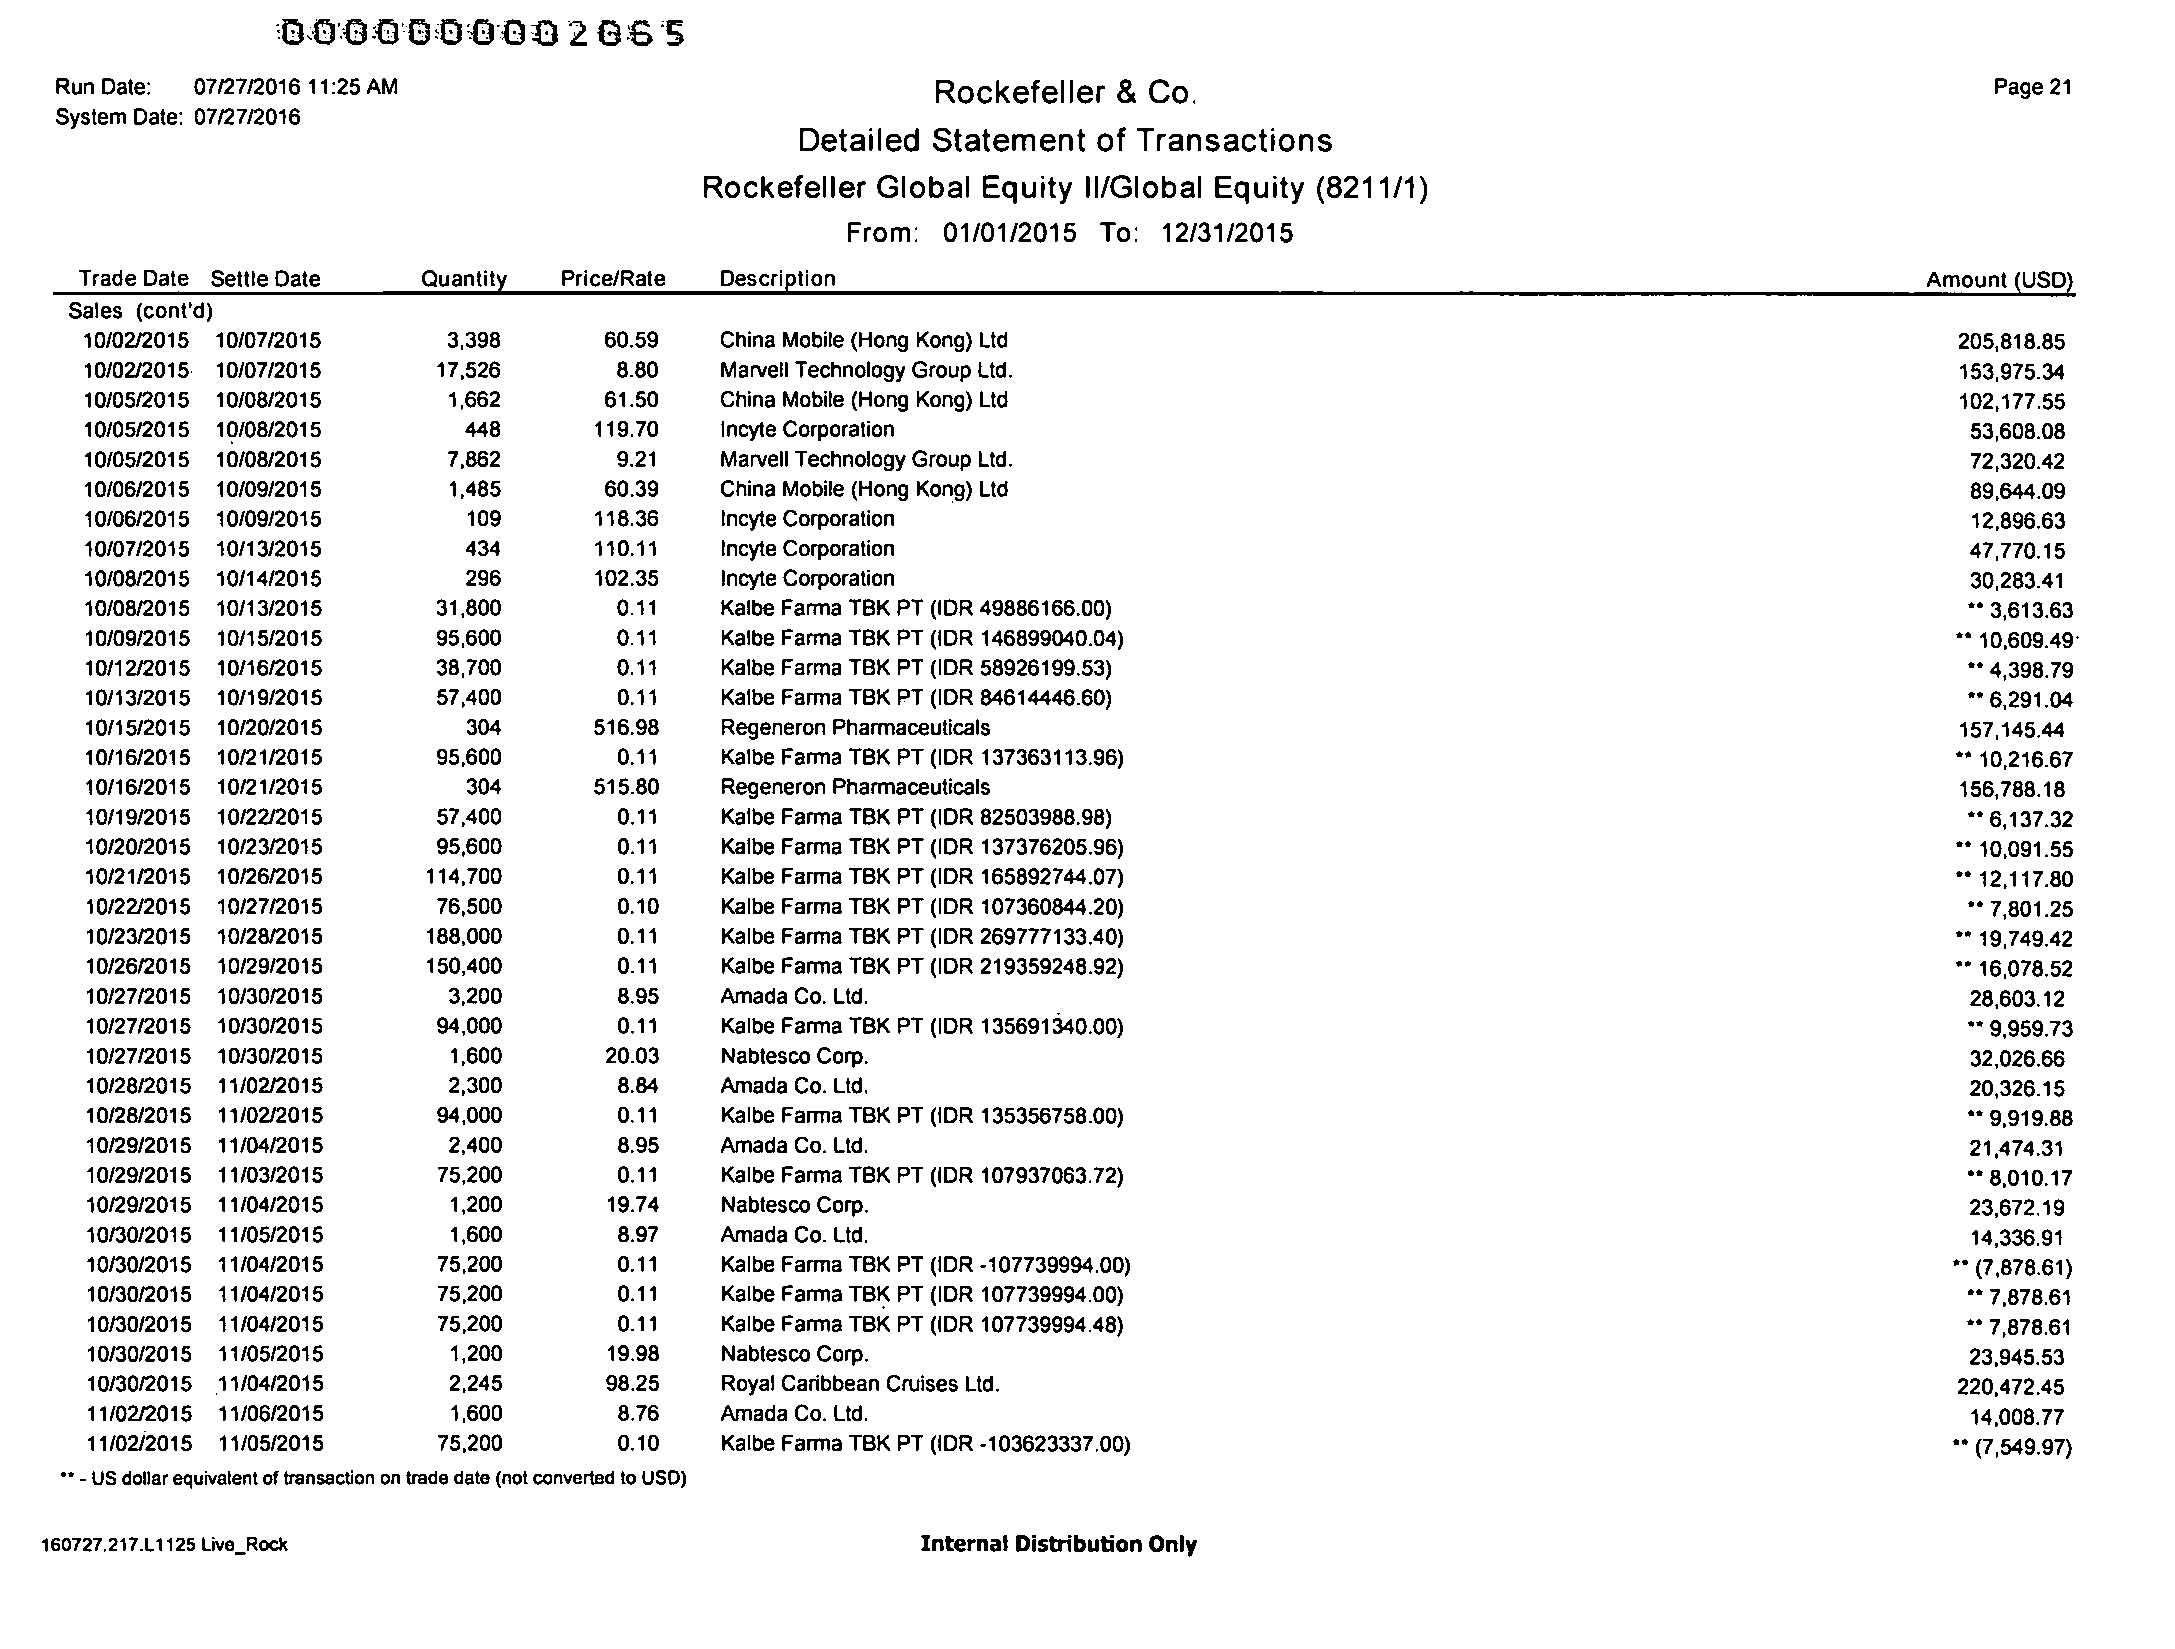 0000000002065
Run Date: 07/27/2016 11:25 AM
Rockefeller & Co.
Page 21
System Date: 07/27/2016
Detailed Statement of Transactions
Rockefeller Global Equity II/Global Equity (8211/1)
From: 01/01/2015 To: 12/31/2015
Trade Date Settle Date Quantity Price/Rate Description Amount (USD)
Sales (cont'd)
10/02/2015 10/07/2015 3,398 60.59 China Mobile (Hong Kong) Ltd 205,818.85
10/02/2015 10/07/2015 17,526 8.80 Marvell Technology Group Ltd. 153,975.34
10/05/2015 10/08/2015 1,662 61.50 China Mobile (Hong Kong) Ltd 102,177.55
10/05/2015 10/08/2015 448 119.70 Incyte Corporation 53,608.08
10/05/2015 10/08/2015 7,862 9.21 Marvell Technology Group Ltd. 72,320.42
10/06/2015 10/09/2015 1,485 60.39 China Mobile (Hong Kong) Ltd 89,644.09
10/06/2015 10/09/2015 109 118.36 Incyte Corporation 12,896.63
10/07/2015 10/13/2015 434 110.11 Incyte Corporation 47,770.15
10/08/2015 10/14/2015 296 102.35 Incyte Corporation 30,283.41
10/08/2015 10/13/2015 31,800 0.11 Kalbe Farma TBK PT (IDR 49886166.00) ** 3,613.63
10/09/2015 10/15/2015 95,600 0.11 Kalbe Farma TBK PT (IDR 146899040.04) ** 10,609.49
10/12/2015 10/16/2015 38,700 0.11 Kalbe Farma TBK PT (IDR 58926199.53) ** 4,398.79
10/13/2015 10/19/2015 57,400 0.11 Kalbe Farma TBK PT (IDR 84614446.60) ** 6,291.04
10/15/2015 10/20/2015 304 516.98 Regeneron Pharmaceuticals 157,145.44
10/16/2015 10/21/2015 95,600 0.11 Kalbe Farma TBK PT (IDR 137363113.96) ** 10,216.67
10/16/2015 10/21/2015 304 515.80 Regeneron Pharmaceuticals 156,788.18
10/19/2015 10/22/2015 57,400 0.11 Kalbe Farma TBK PT (IDR 82503988.98) ** 6,137.32
10/20/2015 10/23/2015 95,600 0.11 Kalbe Farma TBK PT (IDR 137376205.96) ** 10,091.55
10/21/2015 10/26/2015 114,700 0.11 Kalbe Farma TBK PT (IDR 165892744.07) ** 12,117.80
10/22/2015 10/27/2015 76,500 0.10 Kalbe Farma TBK PT (IDR 107360844.20) ** 7,801.25
10/23/2015 10/28/2015 188,000 0.11 Kalbe Farma TBK PT (IDR 269777133.40) ** 19,749.42
10/26/2015 10/29/2015 150,400 0.11 Kalbe Farma TBK PT (IDR 219359248.92) ** 16,078.52
10/27/2015 10/30/2015 3,200 8.95 Amada Co. Ltd. 28,603.12
10/27/2015 10/30/2015 94,000 0.11 Kalbe Farma TBK PT (IDR 135691340.00) ** 9,959.73
10/27/2015 10/30/2015 1,600 20.03 Nabtesco Corp. 32,026.66
10/28/2015 11/02/2015 2,300 8.84 Amada Co. Ltd. 20,326.15
10/28/2015 11/02/2015 94,000 0.11 Kalbe Farma TBK PT (IDR 135356758.00) ** 9,919.88
10/29/2015 11/04/2015 2,400 8.95 Amada Co. Ltd. 21,474.31
10/29/2015 11/03/2015 75,200 0.11 Kalbe Farma TBK PT (IDR 107937063.72) ** 8,010.17
10/29/2015 11/04/2015 1,200 19.74 Nabtesco Corp. 23,672.19
10/30/2015 11/05/2015 1,600 8.97 Amada Co. Ltd. 14,336.91
10/30/2015 11/04/2015 75,200 0.11 Kalbe Farma TBK PT (IDR -107739994.00) ** (7,878.61)
10/30/2015 11/04/2015 75,200 0.11 Kalbe Farma TBK PT (IDR 107739994.00) ** 7,878.61
10/30/2015 11/04/2015 75,200 0.11 Kalbe Farma TBK PT (IDR 107739994.48) ** 7,878.61
10/30/2015 11/05/2015 1,200 19.98 Nabtesco Corp. 23,945.53
10/30/2015 11/04/2015 2,245 98.25 Royal Caribbean Cruises Ltd. 220,472.45
11/02/2015 11/06/2015 1,600 8.76 Amada Co. Ltd. 14,008.77
11/02/2015 11/05/2015 75,200 0.10 Kalbe Farma TBK PT (IDR -103623337.00) ** (7,549.97)
** - US dollar equivalent of transaction on trade date (not converted to USD)
160727.217.L1125 Live_Rock
Internal Distribution Only